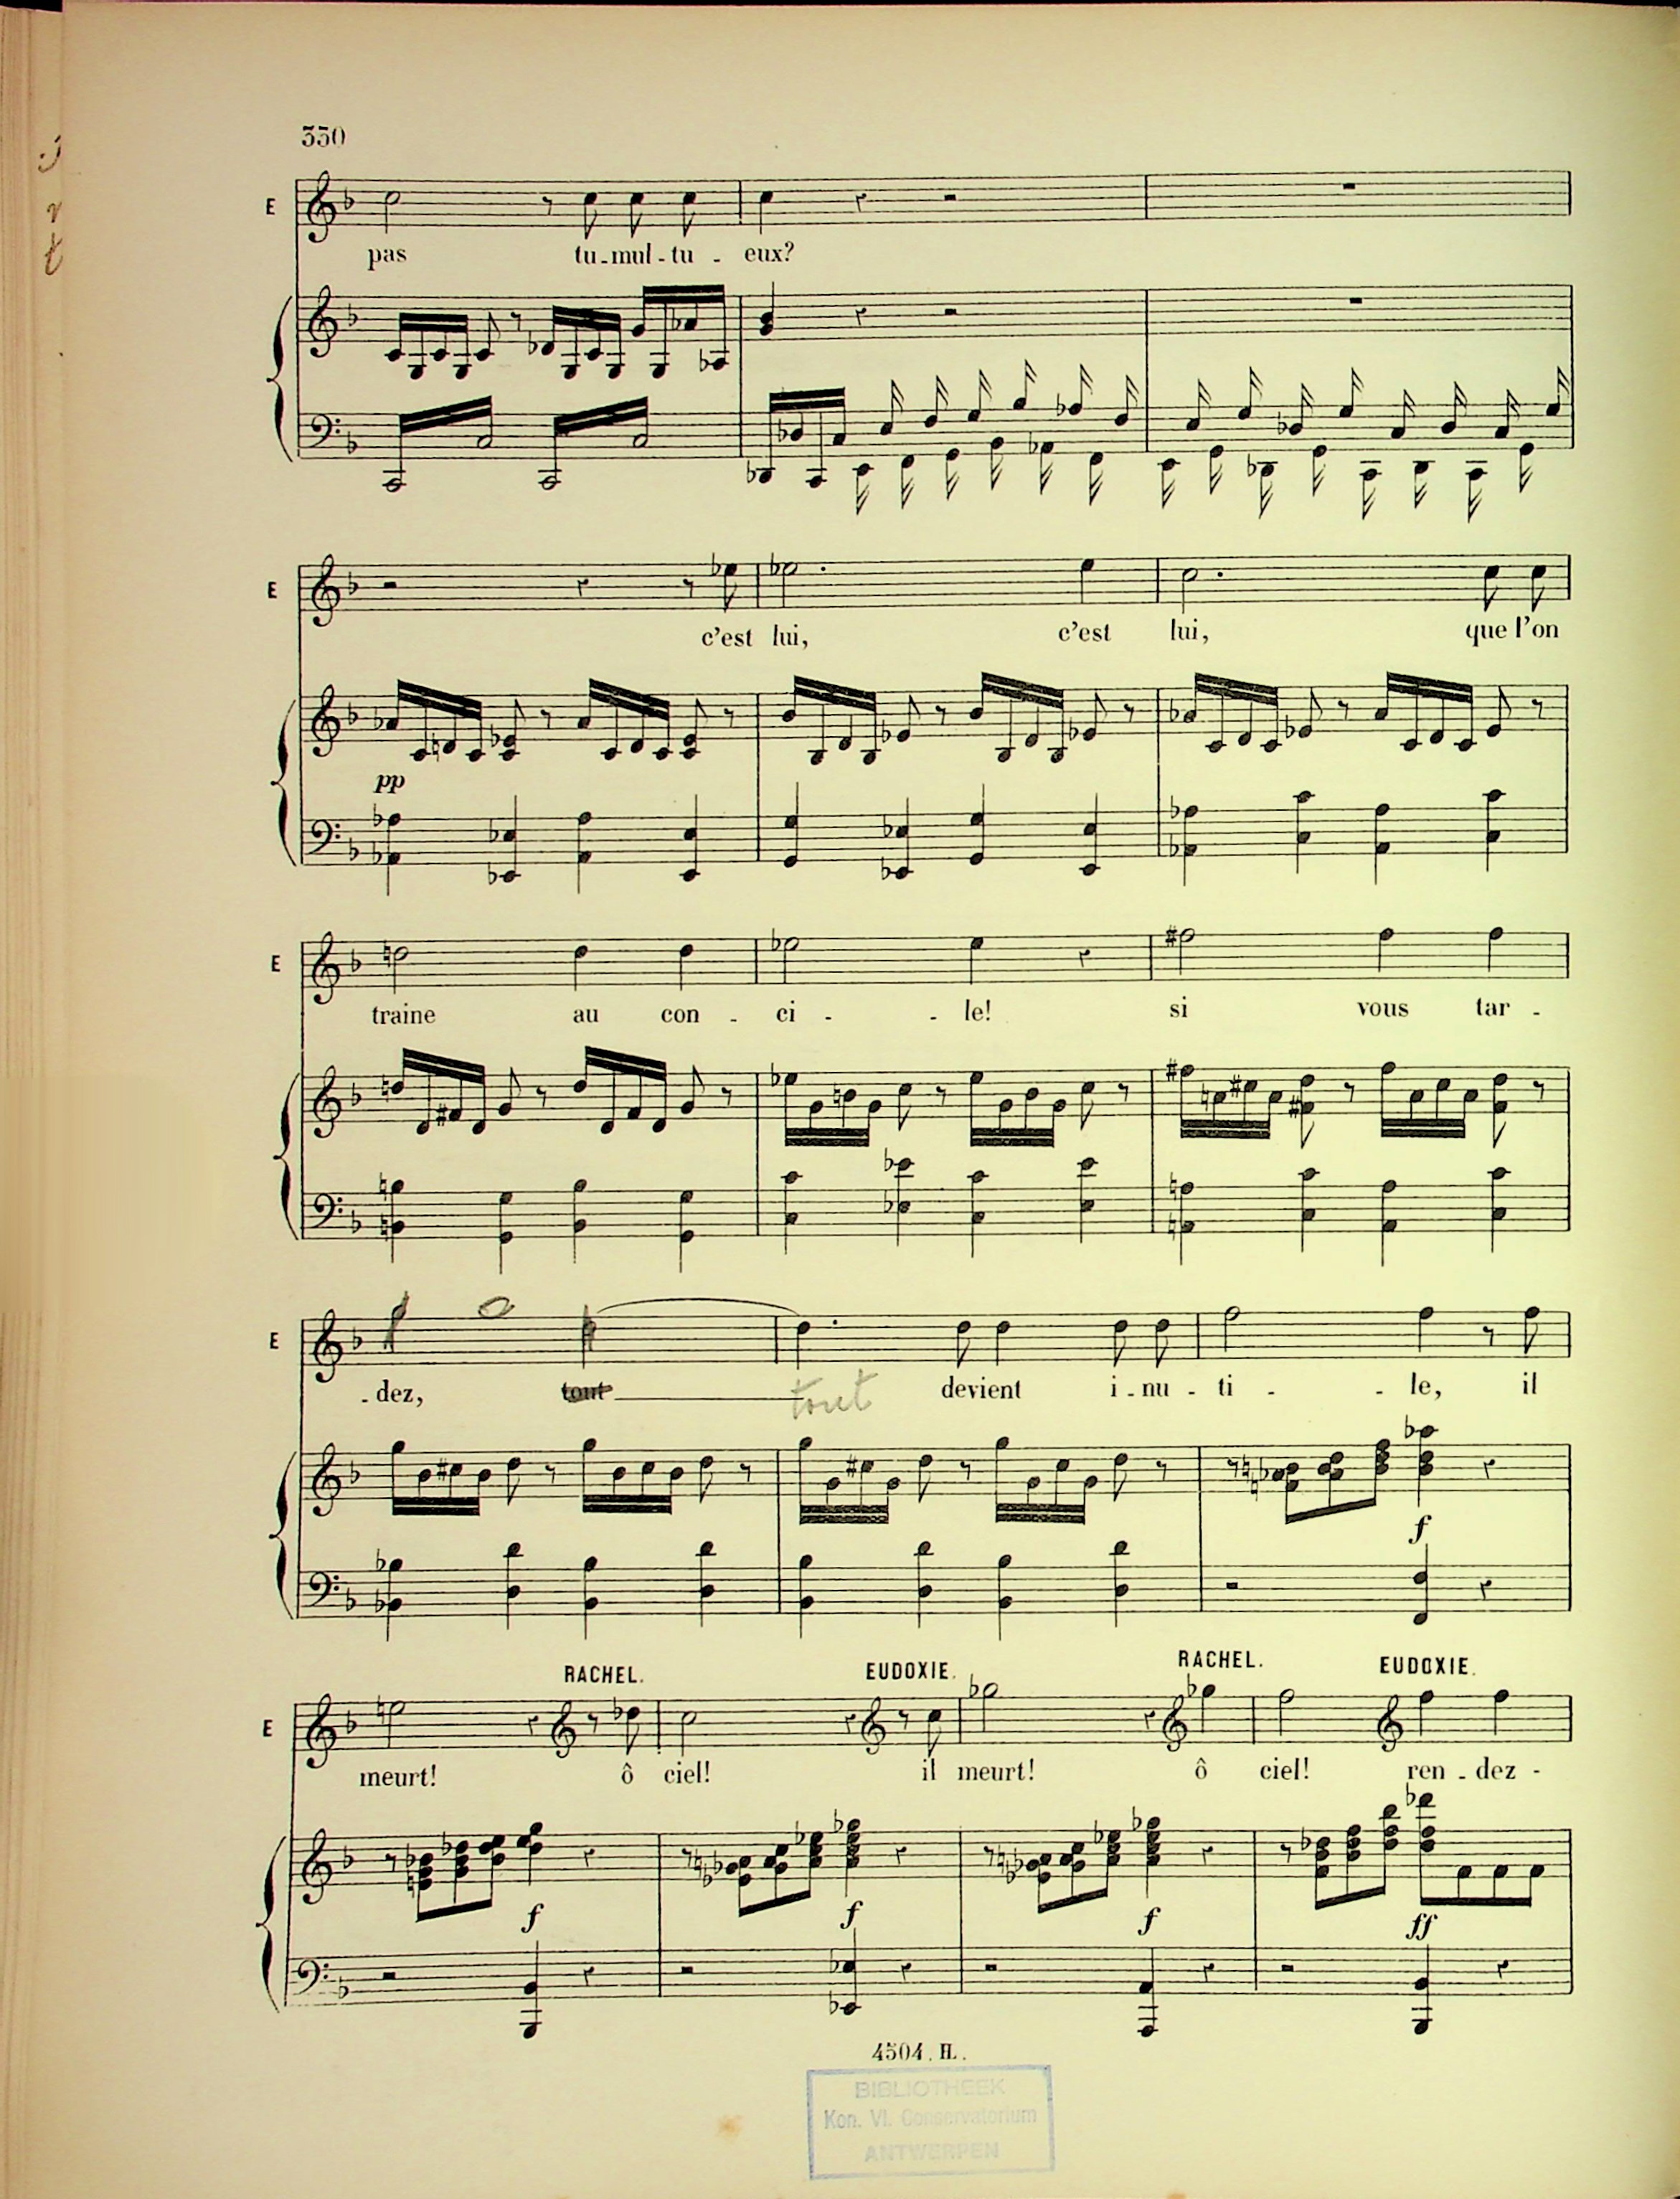 330
E
pas tu-mul-tu - eux?
E
c'est lui, c'est lui, que l'on
pp
E
traine au con - ci - - le! si vous tar -
E
- dez, tout tout devient i-nu - ti - - le, il
f
RACHEL. EUDOXIE. RACHEL. EUDOXIE.
E
meurt! ô ciel! il meurt! ô ciel! ren - dez -
f f f ff
4504. H.
BIBLIOTHEEK
Kon. Vl. Conservatorium
ANTWERPEN